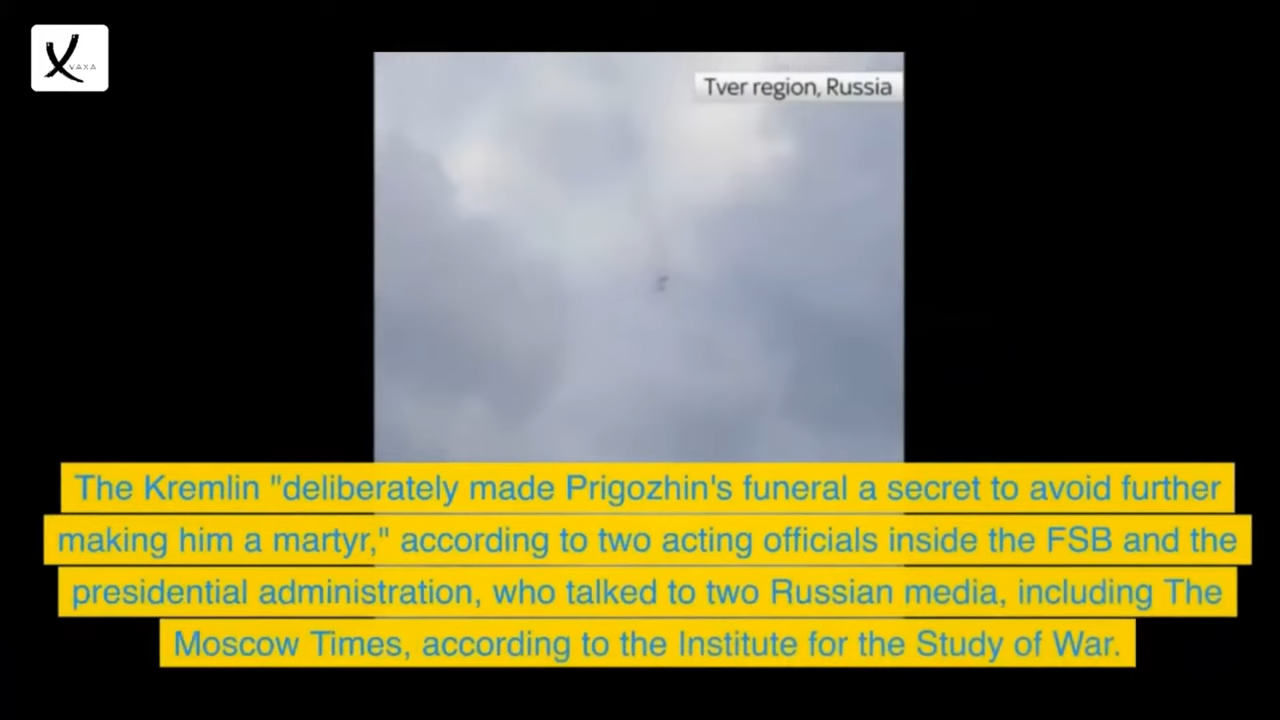 VAXA
Tver region, Russia
The Kremlin "deliberately made Prigozhin's funeral a secret to avoid further
making him a martyr," according to two acting officials inside the FSB and the
presidential administration, who talked to two Russian media, including The
Moscow Times, according to the Institute for the Study of War.